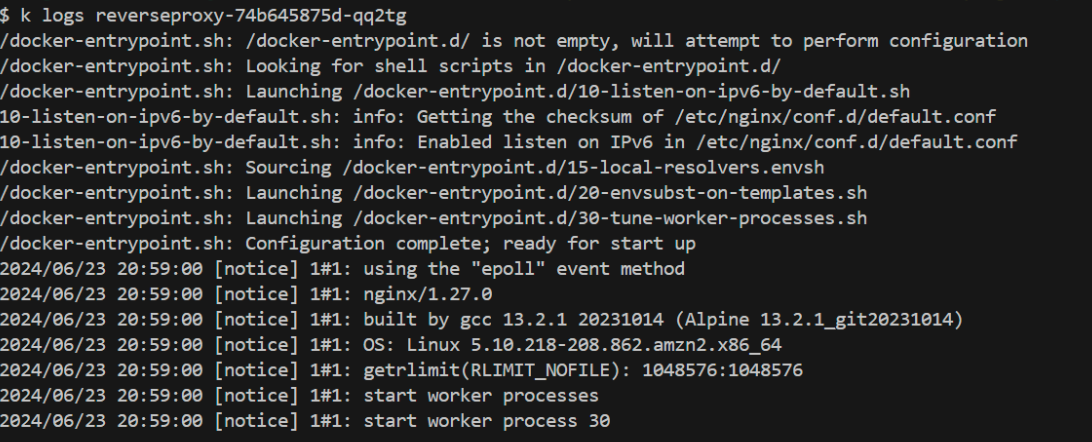 $ k logs reverseproxy-74b645875d-qq2tg
/docker-entrypoint.sh: /docker-entrypoint.d/ is not empty, will attempt to perform configuration
/docker-entrypoint.sh: Looking for shell scripts in /docker-entrypoint.d/
/docker-entrypoint.sh: Launching /docker-entrypoint.d/10-listen-on-ipv6-by-default.sh
10-listen-on-ipv6-by-default.sh: info: Getting the checksum of /etc/nginx/conf.d/default.conf
10-listen-on-ipv6-by-default.sh: info: Enabled listen on IPv6 in /etc/nginx/conf.d/default.conf
/docker-entrypoint.sh: Sourcing /docker-entrypoint.d/15-local-resolvers.envsh
/docker-entrypoint.sh: Launching /docker-entrypoint.d/20-envsubst-on-templates.sh
/docker-entrypoint.sh: Launching /docker-entrypoint.d/30-tune-worker-processes.sh
/docker-entrypoint.sh: Configuration complete; ready for start up
2024/06/23 20:59:00 [notice] 1#1: using the "epoll" event method
2024/06/23 20:59:00 [notice] 1#1: nginx/1.27.0
2024/06/23 20:59:00 [notice] 1#1: built by gcc 13.2.1 20231014 (Alpine 13.2.1_git20231014)
2024/06/23 20:59:00 [notice] 1#1: OS: Linux 5.10.218-208.862.amzn2.x86_64
2024/06/23 20:59:00 [notice] 1#1: getrlimit(RLIMIT_NOFILE): 1048576:1048576
2024/06/23 20:59:00 [notice] 1#1: start worker processes
2024/06/23 20:59:00 [notice] 1#1: start worker process 30